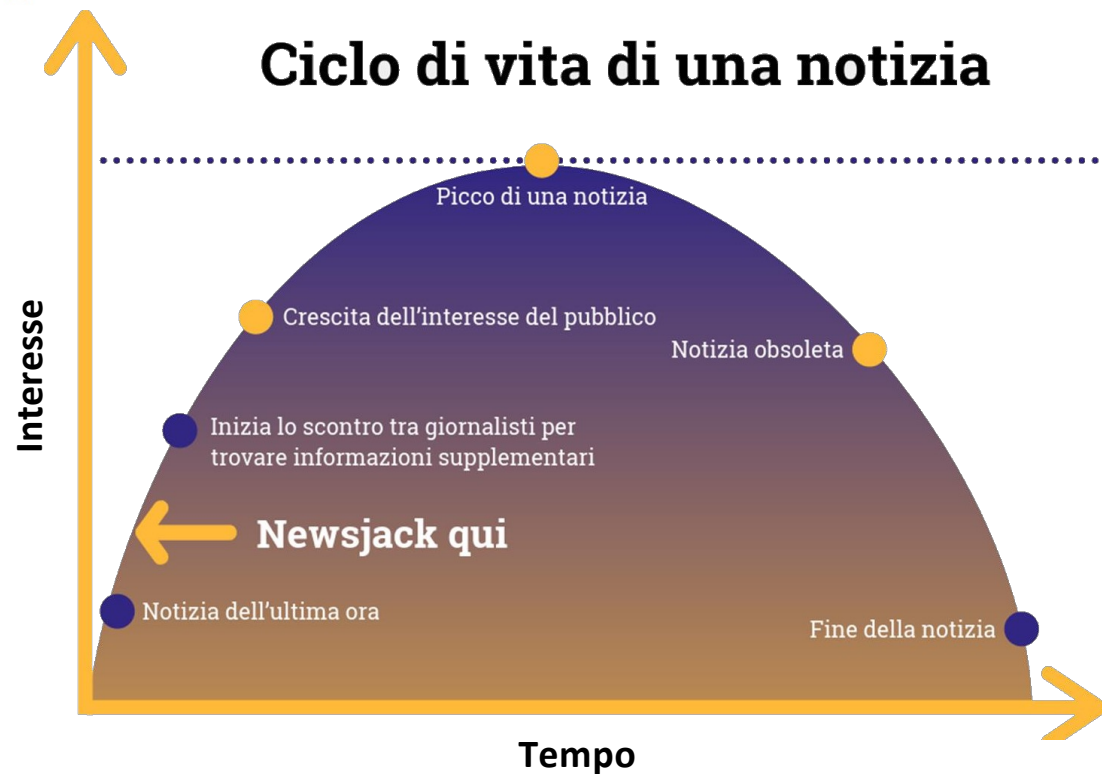 Ciclo di vita di una notizia
Picco di una notizia
Crescita dell’interesse del pubblico
Notizia obsoleta
Inizia lo scontro tra giornalisti per
trovare informazioni supplementari
Newsjack qui
Notizia dell’ultima ora
Fine della notizia
Interesse
Tempo